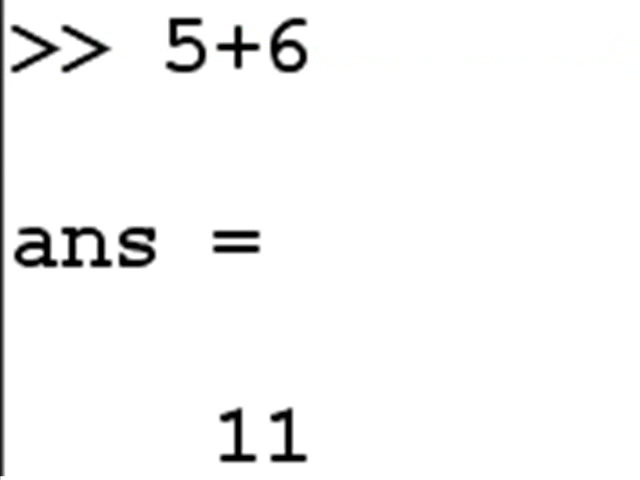 >> 5+6
ans =
11